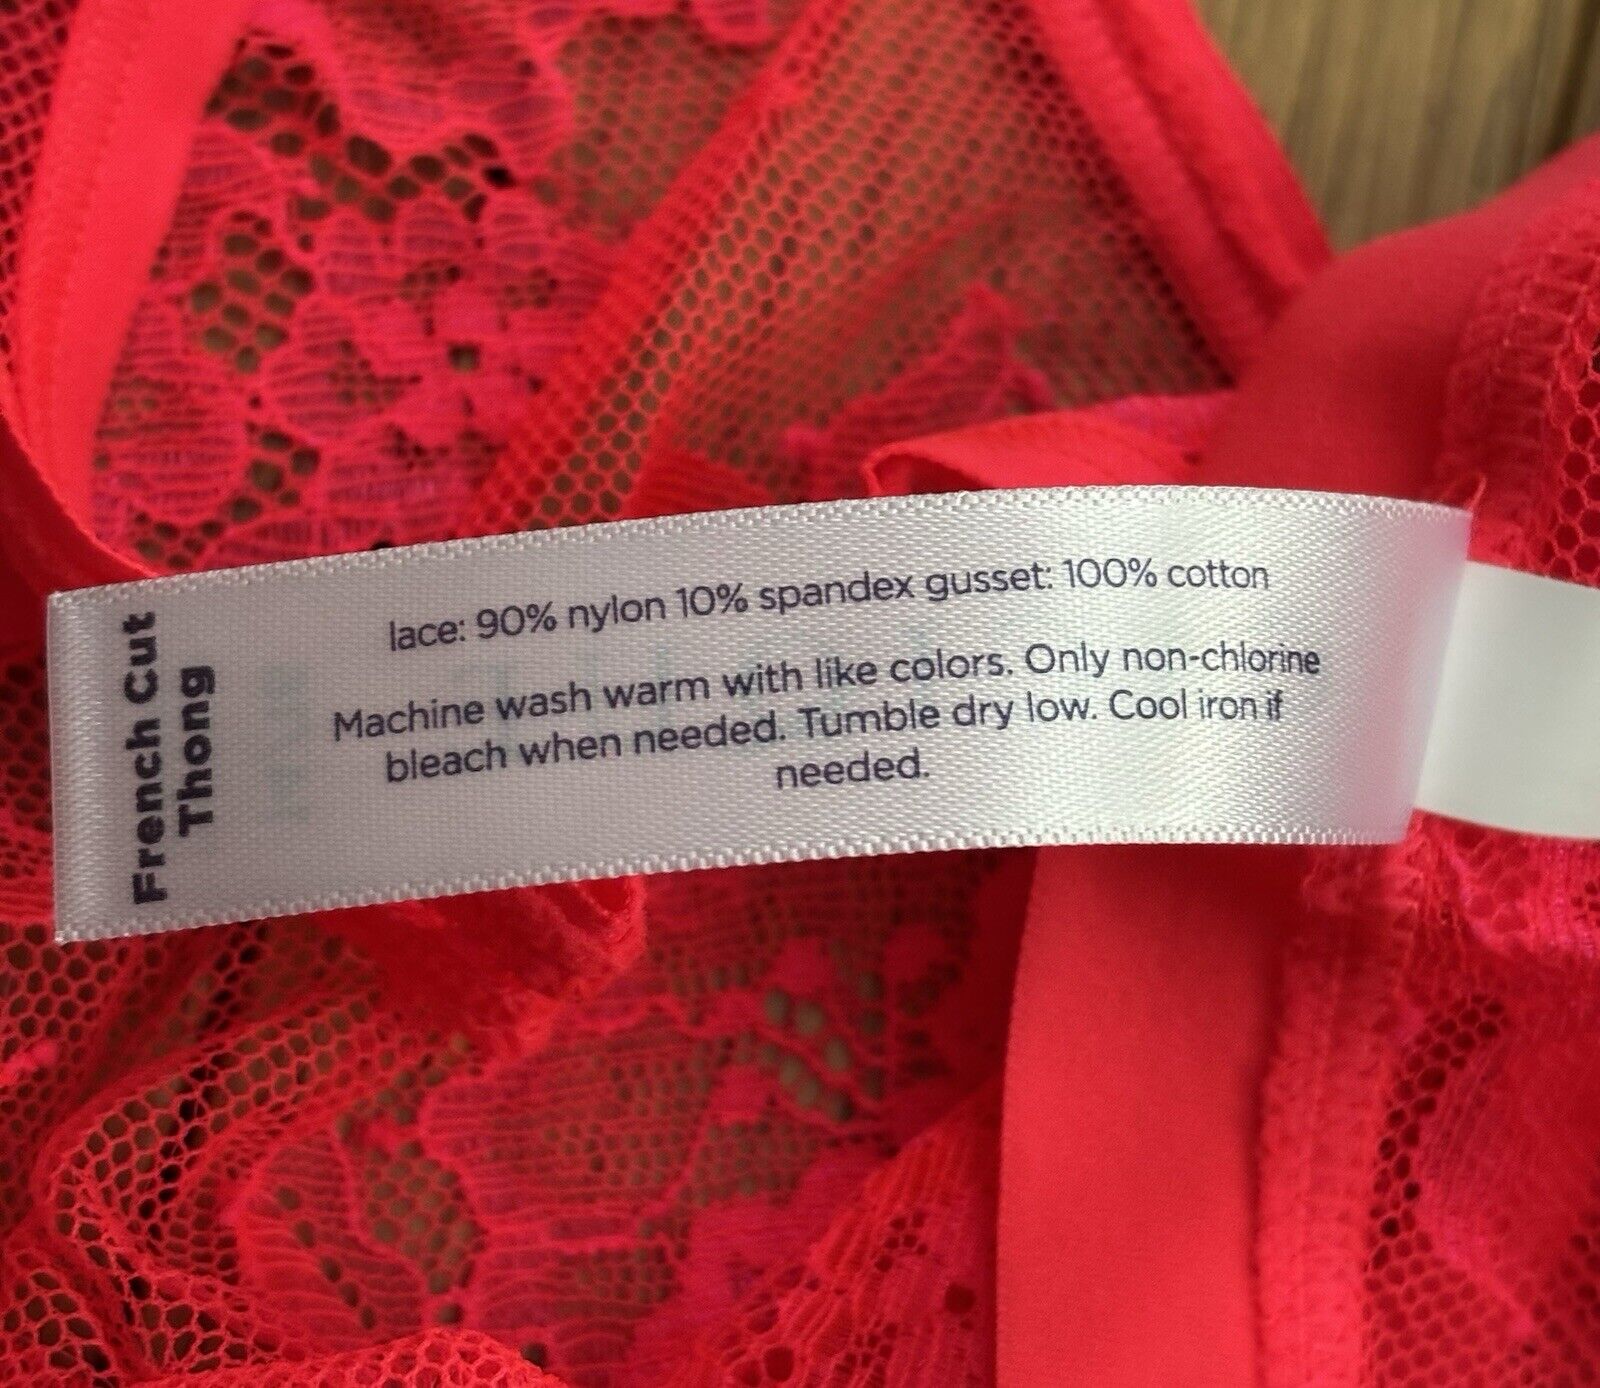 French Cut
Thong
lace: 90% nylon 10% spandex gusset: 100% cotton
Machine wash warm with like colors. Only non-chlorine
bleach when needed. Tumble dry low. Cool iron if
needed.